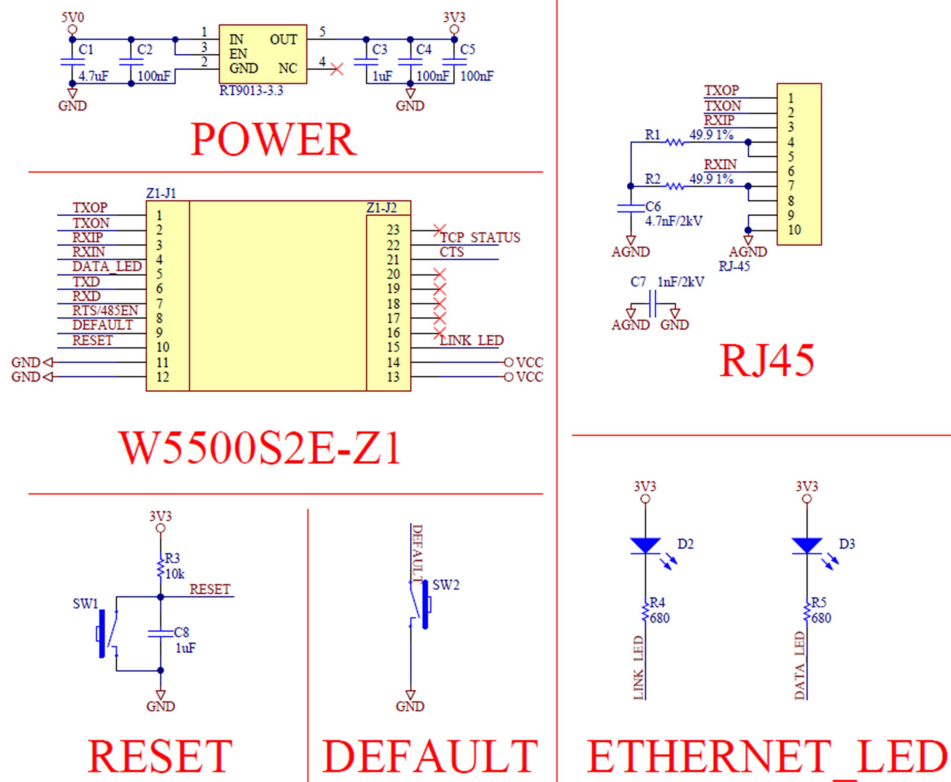 5V0
3V3
1 IN OUT 5
3 EN
2 GND NC 4
C1
4.7uF
C2
100nF
C3
1uF
C4
100nF
C5
100nF
GND
RT9013-3.3
GND
POWER
Z1-J1
Z1-J2
TXOP 1
TXON 2
RXIP 3
RXIN 4
DATA_LED 5
TXD 6
RXD 7
RTS/485EN 8
DEFAULT 9
RESET 10
GND 11
GND 12
23
22 TCP_STATUS
21 CTS
20
19
18
17
16
15 LINK_LED
14 VCC
13 VCC
W5500S2E-Z1
TXOP 1
TXON 2
RXIP 3
R1 49.9 1% 4
5
RXIN 6
R2 49.9 1% 7
8
9
10
C6
4.7nF/2kV
AGND
AGND
RJ-45
C7 1nF/2kV
AGND GND
RJ45
3V3
R3
10k
RESET
SW1
C8
1uF
GND
RESET
DEFAULT
SW2
GND
DEFAULT
3V3
D2
R4
680
LINK_LED
3V3
D3
R5
680
DATA_LED
ETHERNET_LED